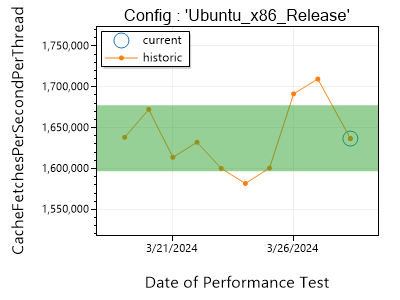 Config : 'Ubuntu_x86_Release'
CacheFetchesPerSecondPerThread
1,750,000
1,700,000
1,650,000
1,600,000
1,550,000
current
historic
3/21/2024
3/26/2024
Date of Performance Test